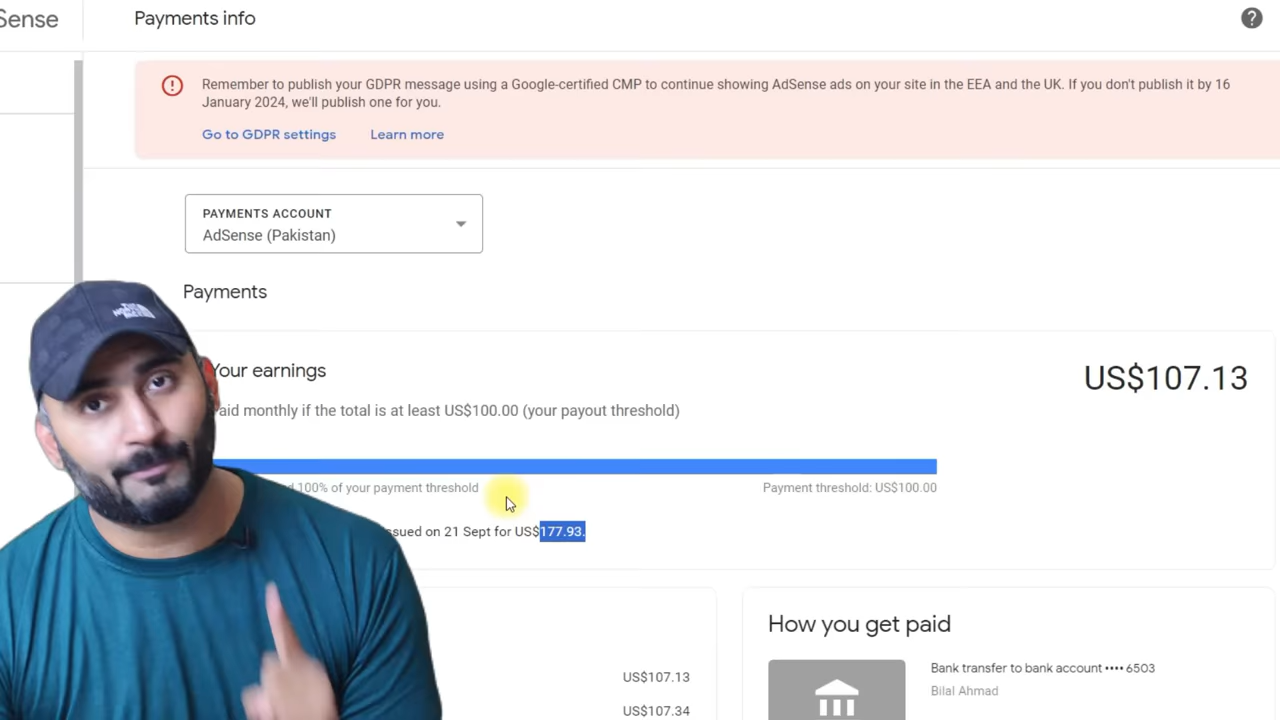 Sense
Payments info
Remember to publish your GDPR message using a Google-certified CMP to continue showing AdSense ads on your site in the EEA and the UK. If you don't publish it by 16
January 2024, we'll publish one for you.
Go to GDPR settings Learn more
PAYMENTS ACCOUNT
AdSense (Pakistan)
Payments
THE
NORTH
FACE
Your earnings
US$107.13
aid monthly if the total is at least US$100.00 (your payout threshold)
100% of your payment threshold
Payment threshold: US$100.00
ssued on 21 Sept for US$177.93.
How you get paid
Bank transfer to bank account •••• 6503
Bilal Ahmad
US$107.13
US$107.34